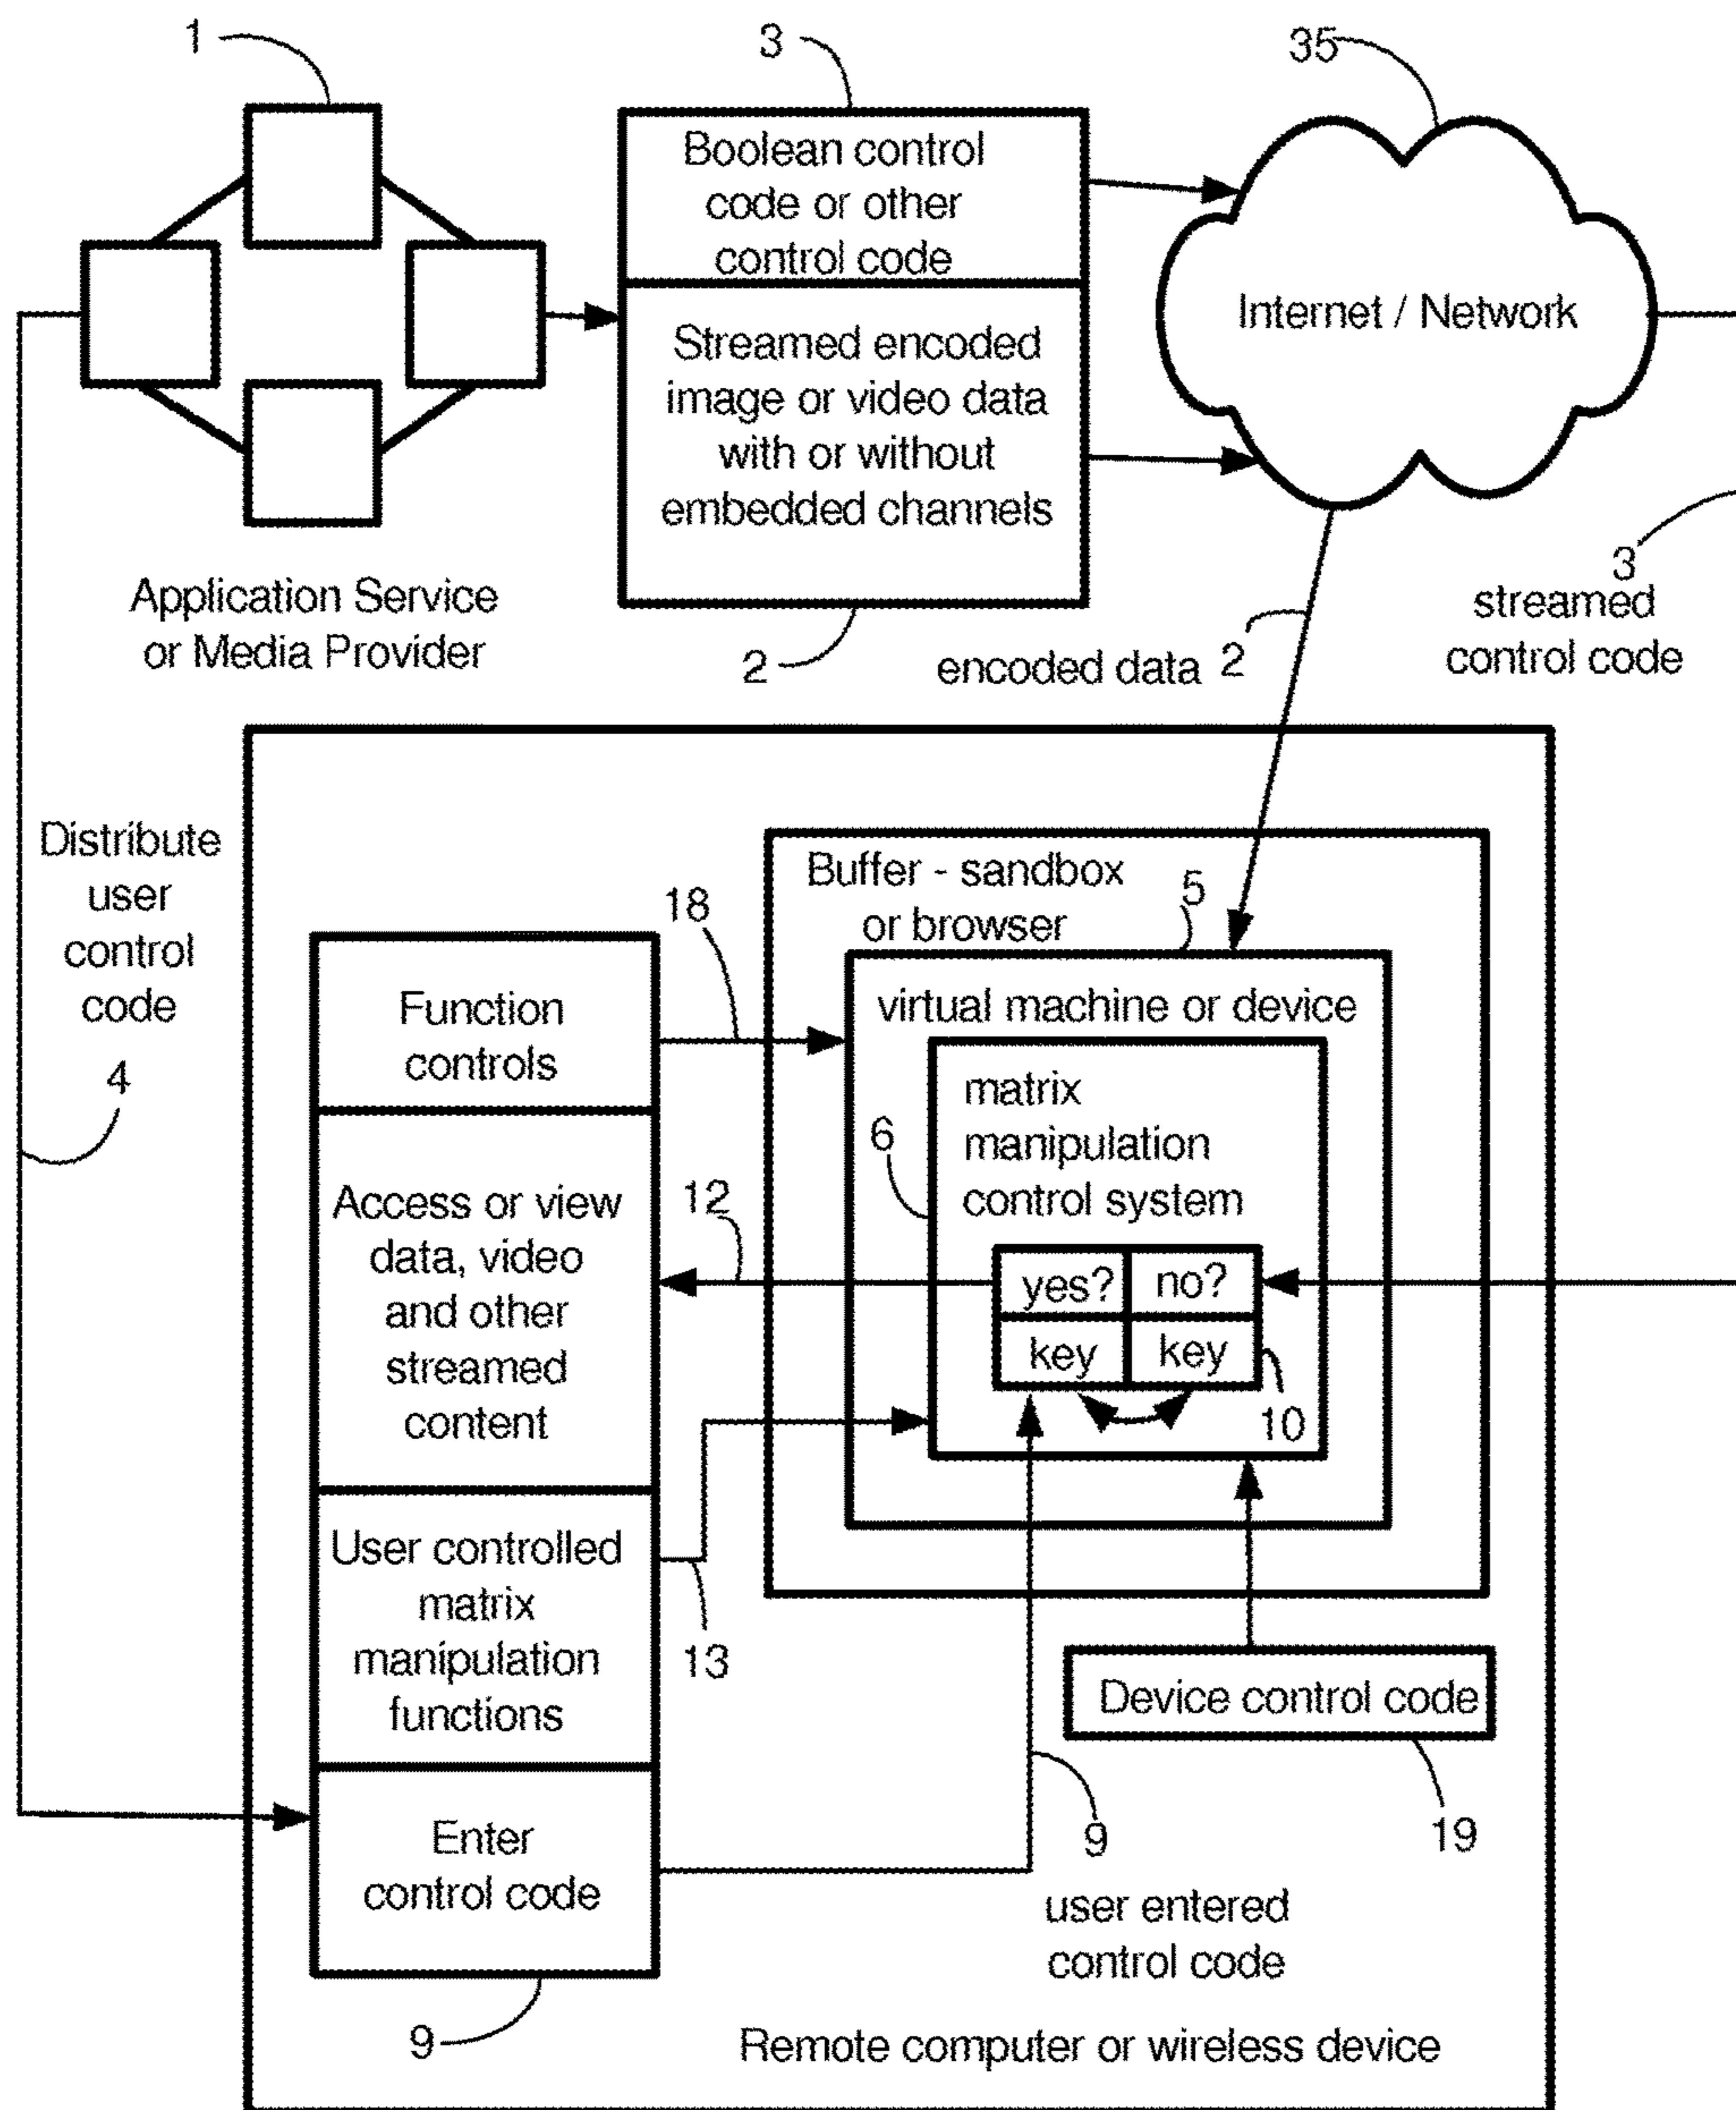 1
3
35
Boolean control
code or other
control code
Streamed encoded
image or video data
with or without
embedded channels
Internet / Network
Application Service
or Media Provider
2
encoded data
2
3
streamed
control code
Distribute
user
control
code
4
Buffer - sandbox
or browser
5
18
Function
controls
virtual machine or device
matrix
manipulation
control system
6
Access or view
data, video
and other
streamed
content
12
yes?
no?
key
key
10
User controlled
matrix
manipulation
functions
13
Device control code
19
Enter
control code
9
user entered
control code
9
Remote computer or wireless device